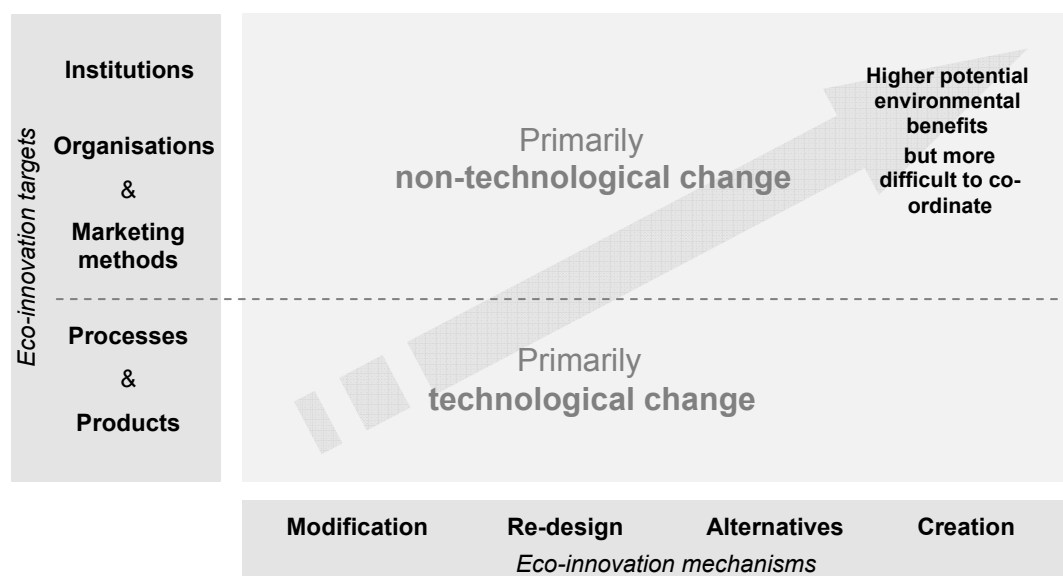 Eco-innovation targets
Institutions
Organisations
&
Marketing
methods
Processes
&
Products
Primarily
non-technological change
Higher potential
environmental
benefits
but more
difficult to co-
ordinate
Primarily
technological change
Modification Re-design Alternatives Creation
Eco-innovation mechanisms